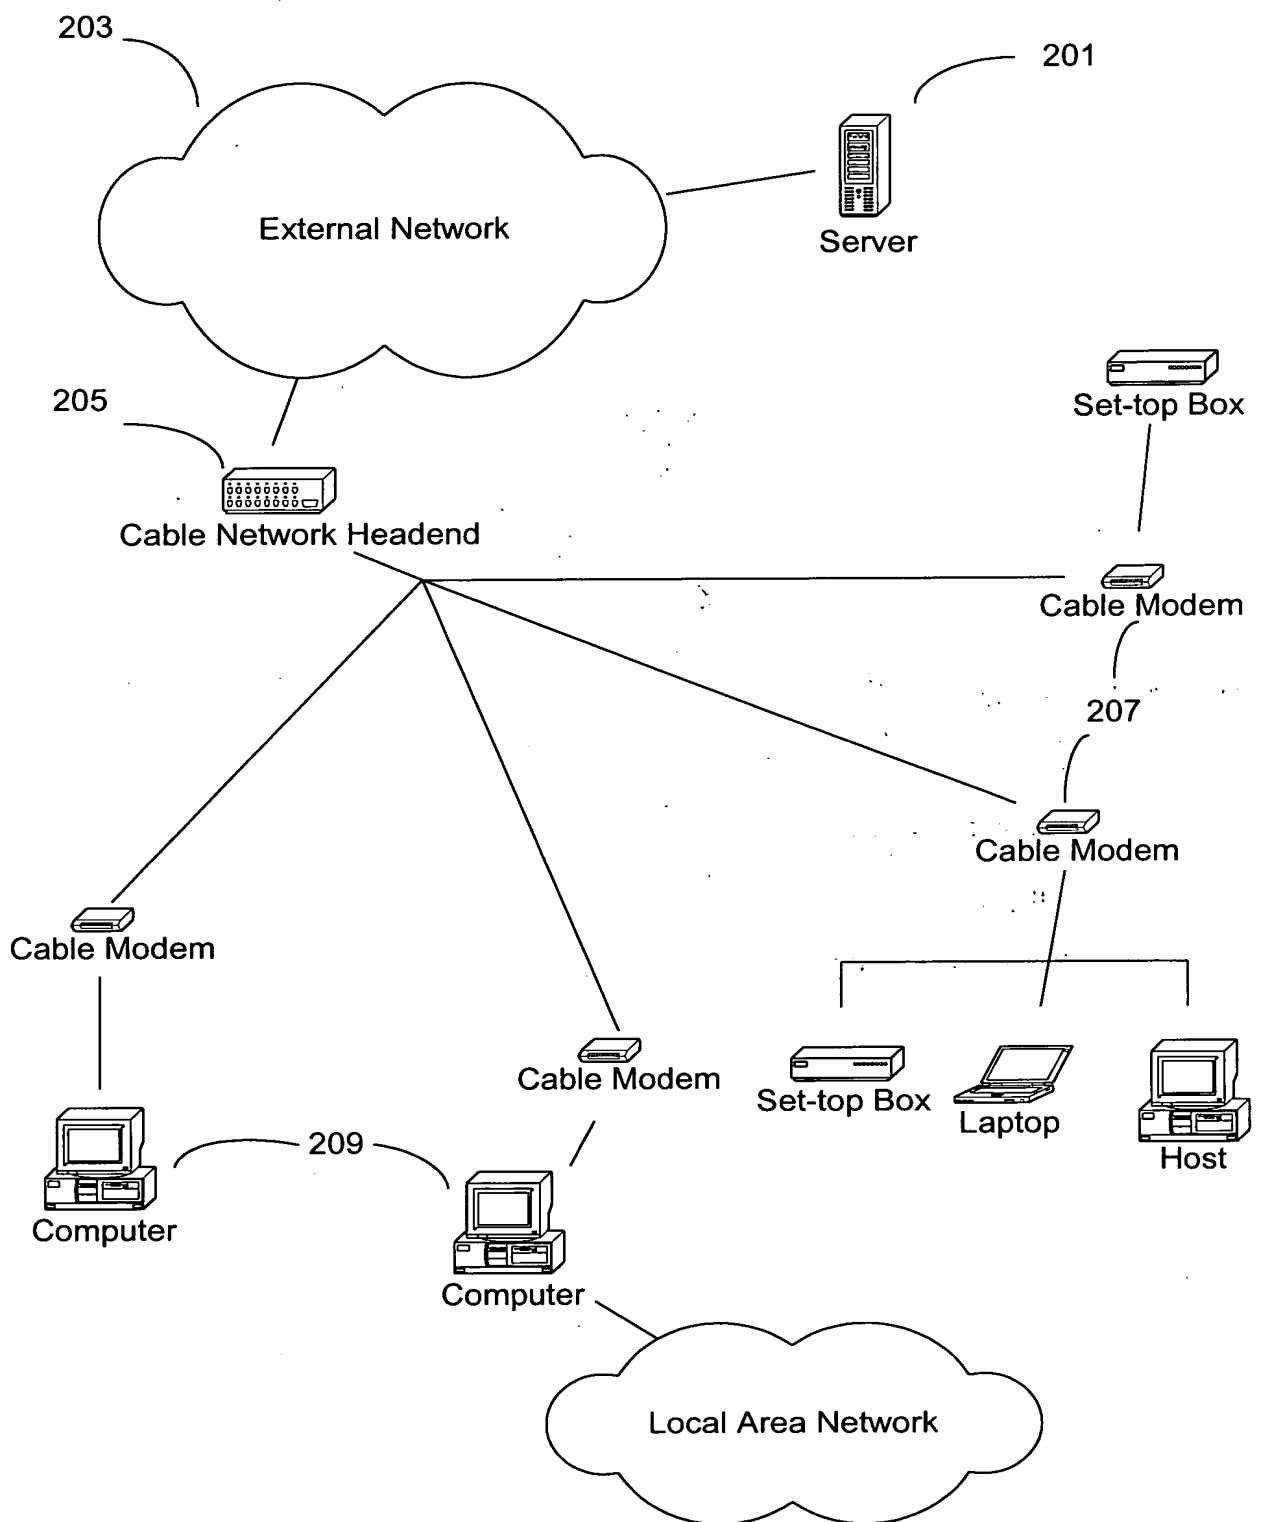 203
201
External Network
Server
205
Set-top Box
Cable Network Headend
Cable Modem
207
Cable Modem
Cable Modem
Cable Modem
Set-top Box
Laptop
Host
209
Computer
Computer
Local Area Network